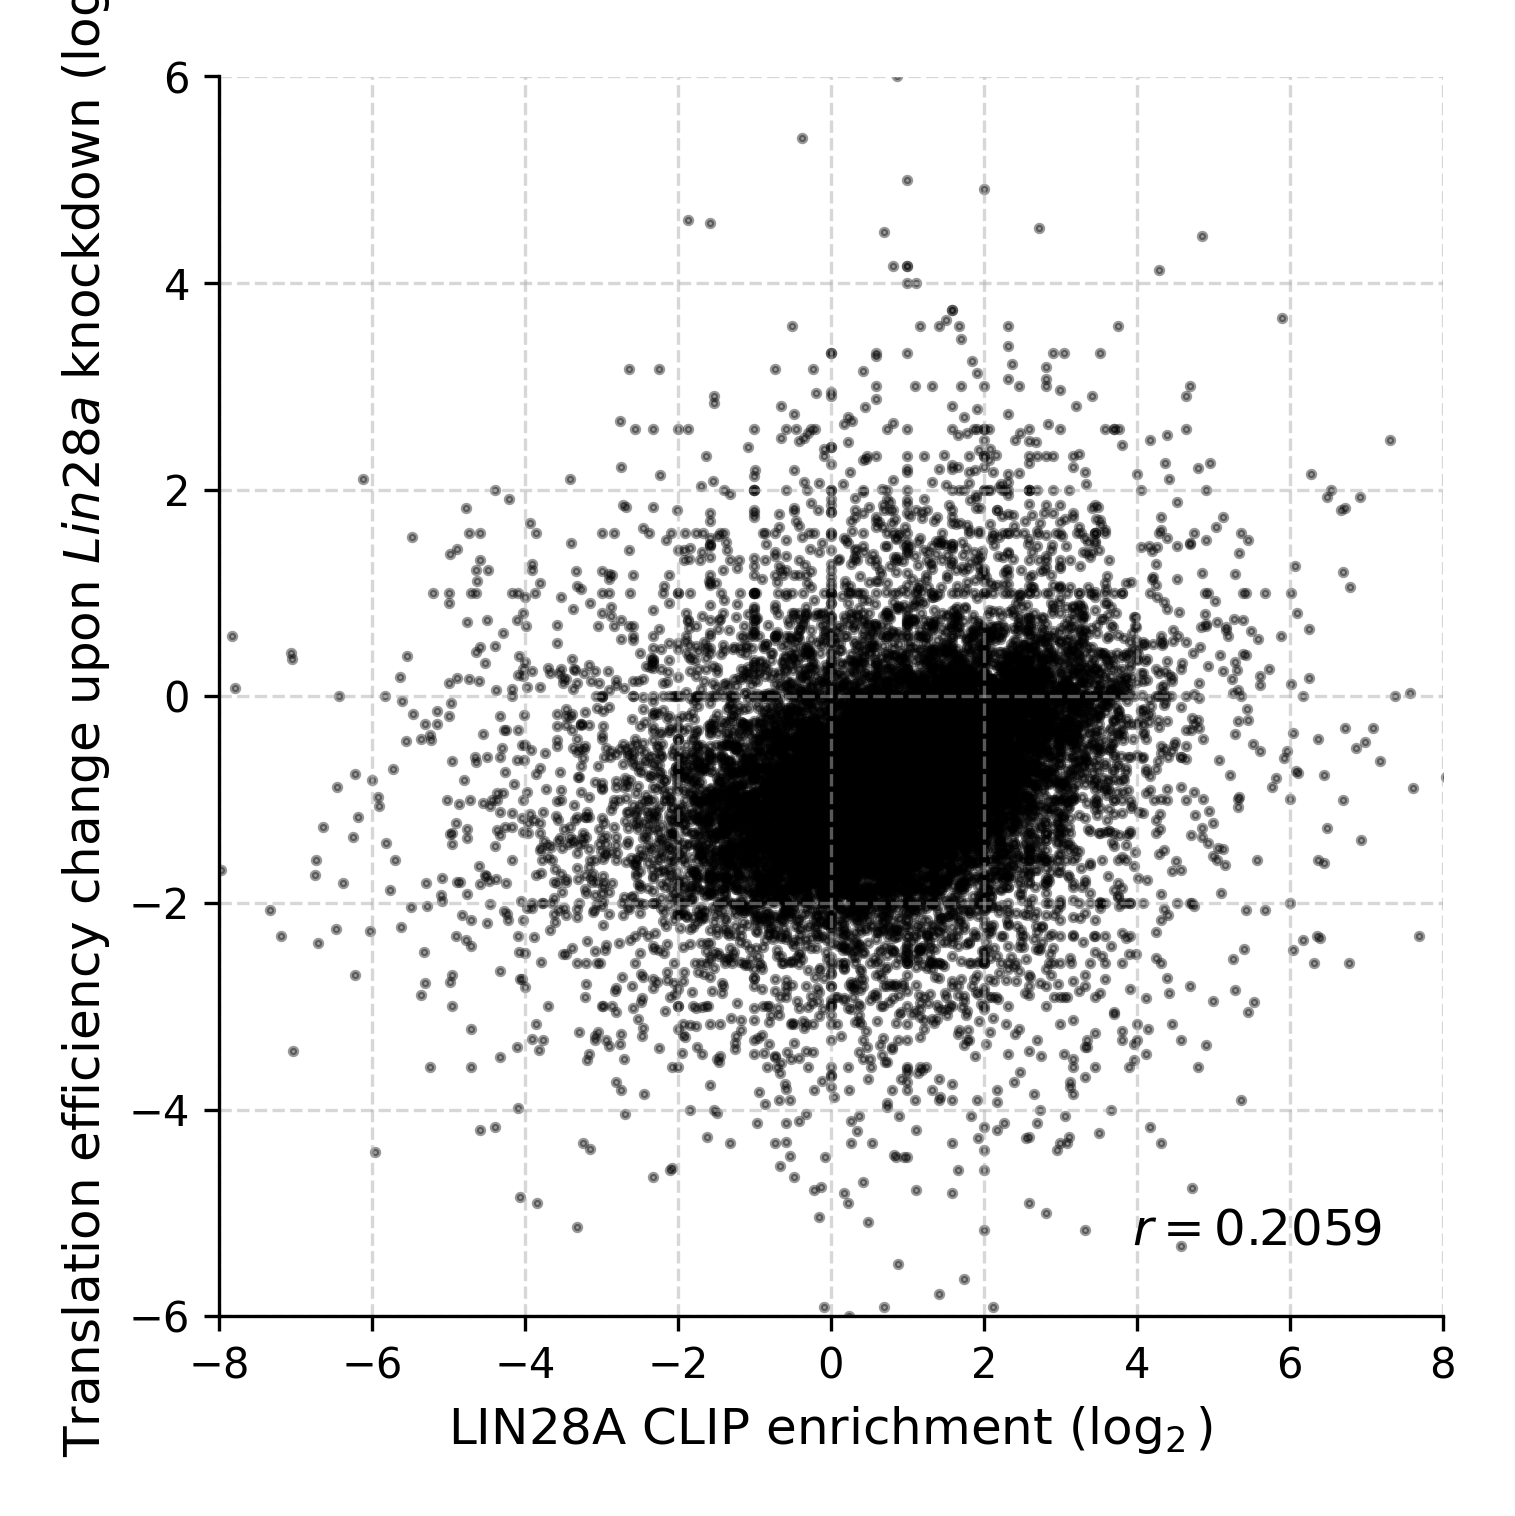 Translation efficiency change upon Lin28a knockdown (log
6
4
2
0
−2
−4
−6
−8 −6 −4 −2 0 2 4 6 8
r = 0.2059
LIN28A CLIP enrichment (log₂ )